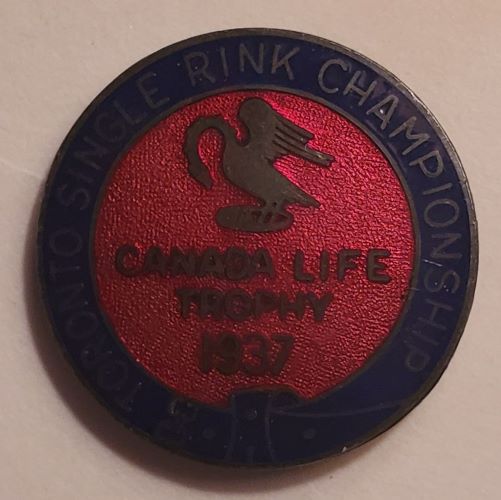 TORONTO SINGLE RINK CHAMPIONSHIP
CANADA LIFE
TROPHY
1937